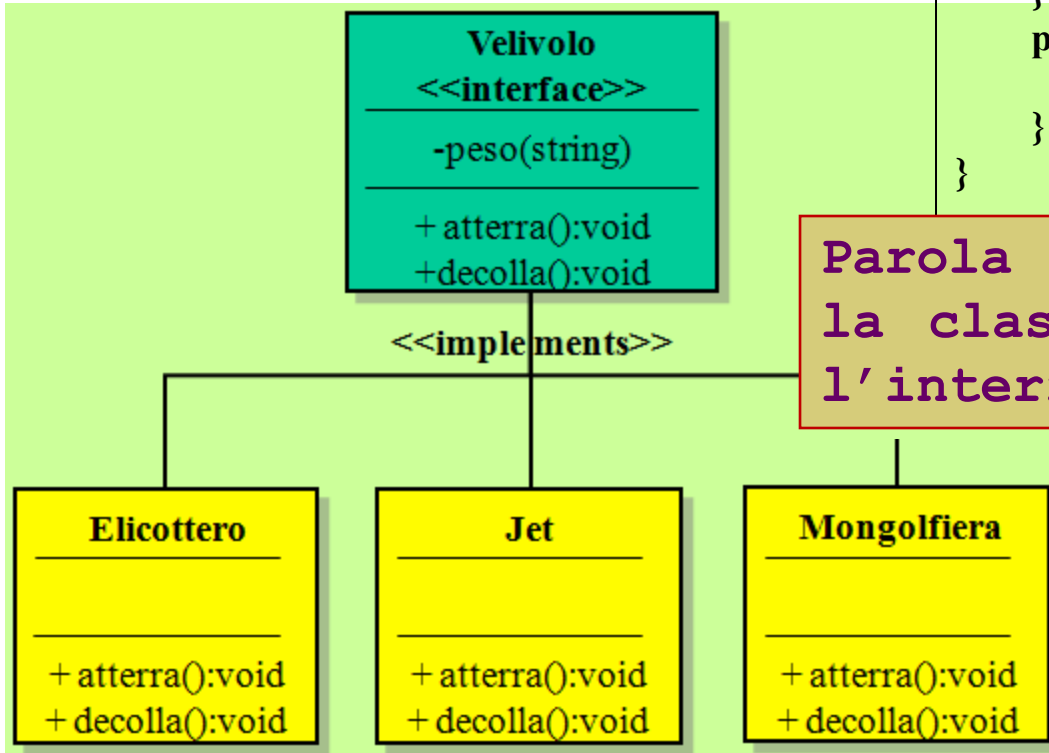 }
p
}
}
Velivolo
<<interface>>
-peso(string)
+ atterra():void
+decolla():void
<<implements>>
Parola
la clas
l'inter
Elicottero
+ atterra():void
+ decolla():void
Jet
+ atterra():void
+ decolla():void
Mongolfiera
+ atterra():void
+ decolla():void